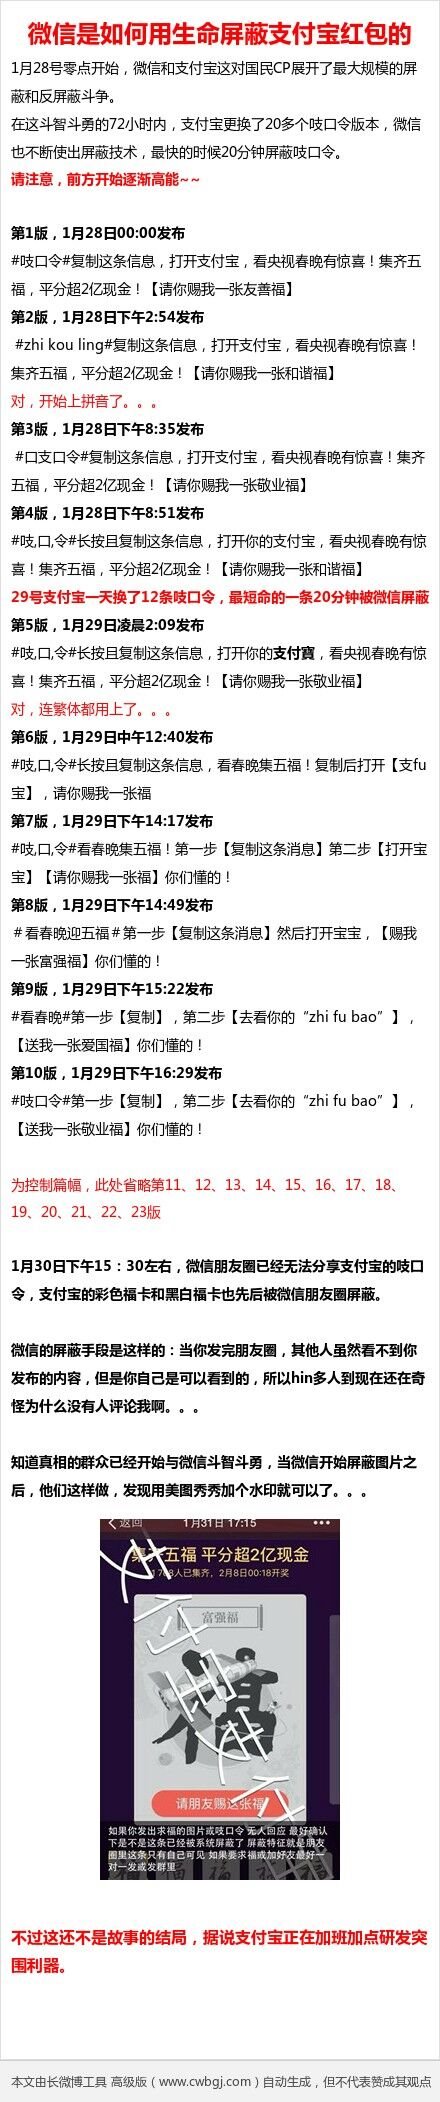 微信是如何用生命屏蔽支付宝红包的
1月28号零点开始，微信和支付宝这对国民CP展开了最大规模的屏
蔽和反屏蔽斗争。
在这斗智斗勇的72小时内，支付宝更换了20多个吱口令版本，微信
也不断使出屏蔽技术，最快的时候20分钟屏蔽吱口令。
请注意，前方开始逐渐高能~~
第1版，1月28日00:00发布
#吱口令#复制这条信息，打开支付宝，看央视春晚有惊喜！集齐五
福，平分超2亿现金！【请你赐我一张友善福】
第2版，1月28日下午2:54发布
#zhi kou ling#复制这条信息，打开支付宝，看央视春晚有惊喜！
集齐五福，平分超2亿现金！【请你赐我一张和谐福】
对，开始上拼音了。。。
第3版，1月28日下午8:35发布
#口支口令#复制这条信息，打开支付宝，看央视春晚有惊喜！集齐
五福，平分超2亿现金！【请你赐我一张敬业福】
第4版，1月28日下午8:51发布
#吱,口,令#长按且复制这条信息，打开你的支付宝，看央视春晚有惊
喜！集齐五福，平分超2亿现金！【请你赐我一张和谐福】
29号支付宝一天换了12条吱口令，最短命的一条20分钟被微信屏蔽
第5版，1月29日凌晨2:09发布
#吱,口,令#长按且复制这条信息，打开你的支付寶，看央视春晚有惊
喜！集齐五福，平分超2亿现金！【请你赐我一张敬业福】
对，连繁体都用上了。。。
第6版，1月29日中午12:40发布
#吱,口,令#长按且复制这条信息，看春晚集五福！复制后打开【支fu
宝】，请你赐我一张福
第7版，1月29日下午14:17发布
#吱,口,令#看春晚集五福！第一步【复制这条消息】第二步【打开宝
宝】【请你赐我一张福】你们懂的！
第8版，1月29日下午14:49发布
＃看春晚迎五福＃第一步【复制这条消息】然后打开宝宝，【赐我
一张富强福】你们懂的！
第9版，1月29日下午15:22发布
#看春晚#第一步【复制】，第二步【去看你的“zhi fu bao”】，
【送我一张爱国福】你们懂的！
第10版，1月29日下午16:29发布
#吱口令#第一步【复制】，第二步【去看你的“zhi fu bao”】，
【送我一张敬业福】你们懂的！
为控制篇幅，此处省略第11、12、13、14、15、16、17、18、
19、20、21、22、23版
1月30日下午15：30左右，微信朋友圈已经无法分享支付宝的吱口
令，支付宝的彩色福卡和黑白福卡也先后被微信朋友圈屏蔽。
微信的屏蔽手段是这样的：当你发完朋友圈，其他人虽然看不到你
发布的内容，但是你自己是可以看到的，所以hin多人到现在还在奇
怪为什么没有人评论我啊。。。
知道真相的群众已经开始与微信斗智斗勇，当微信开始屏蔽图片之
后，他们这样做，发现用美图秀秀加个水印就可以了。。。
返回 1月31日 17:15
集齐五福 平分超2亿现金
人已集齐，2月8日00:18开奖
富强福
请朋友赐这张福
如果你发出求福的图片或吱口令 无人回应 最好确认
下是不是这条已经被系统屏蔽了 屏蔽特征就是朋友
圈里这条只有自己可见 如果要求福或加好友最好一
对一发或发群里
不过这还不是故事的结局，据说支付宝正在加班加点研发突
围利器。
本文由长微博工具 高级版（www.cwbgj.com）自动生成，但不代表赞成其观点